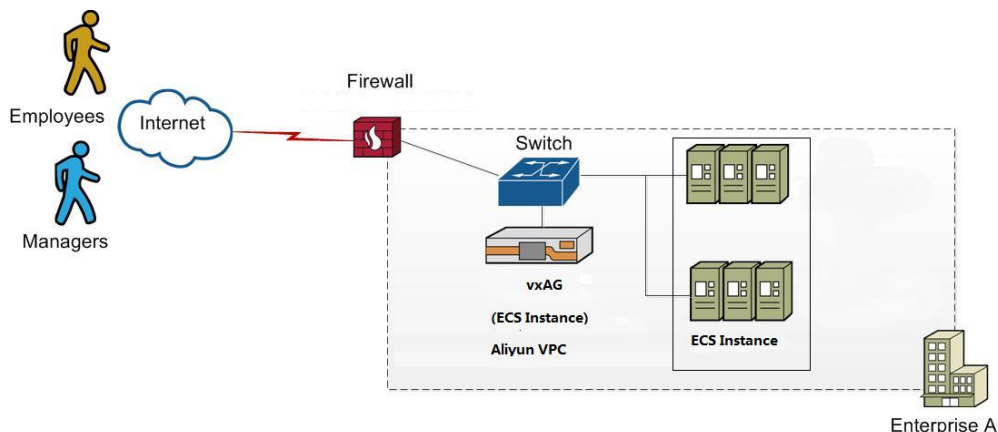 Employees
Internet
Managers
Firewall
Switch
vxAG
(ECS Instance)
Aliyun VPC
ECS Instance
Enterprise A